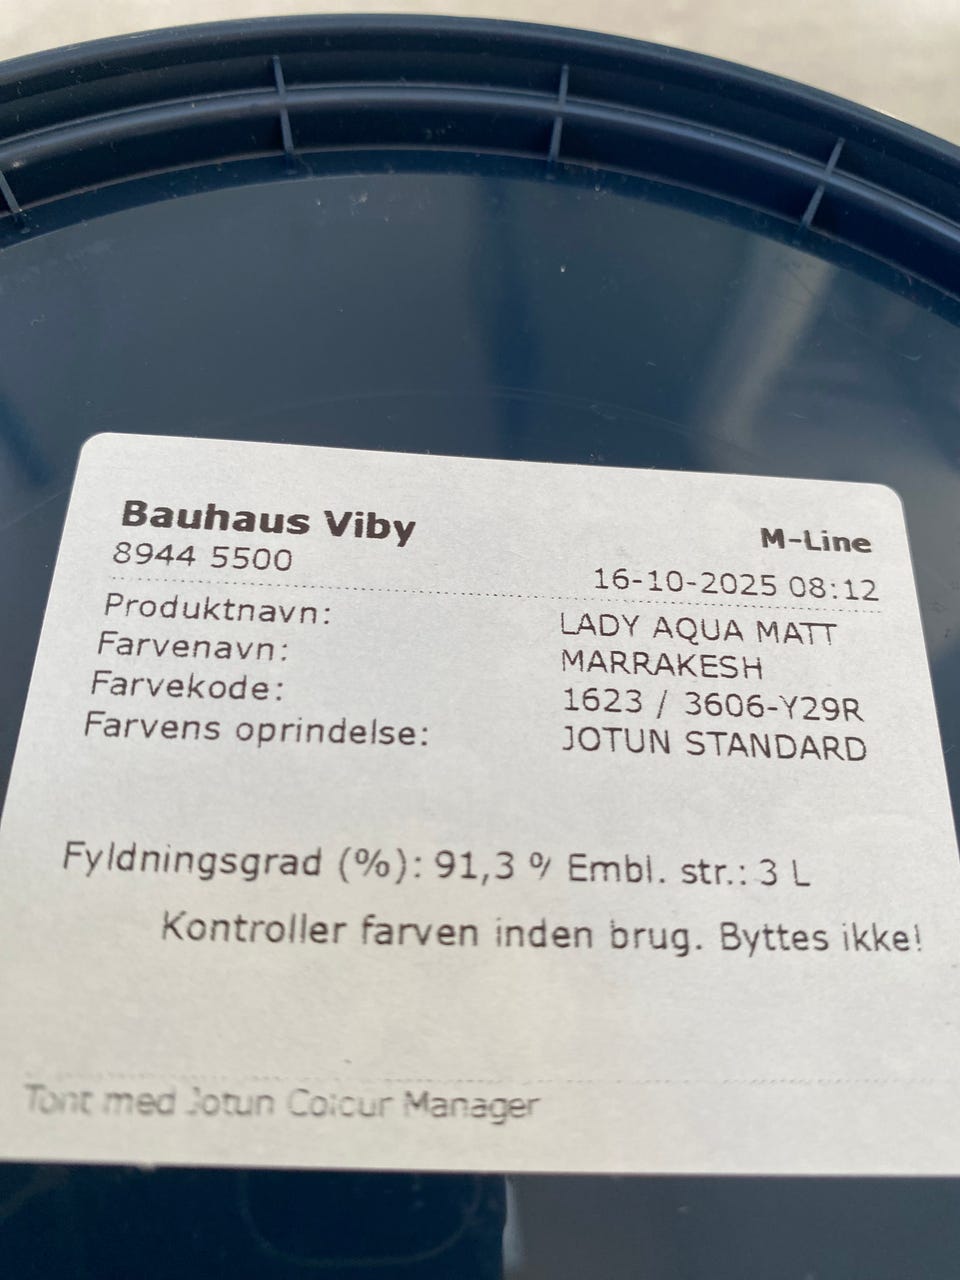 Bauhaus Viby
M-Line
8944 5500
16-10-2025 08:12
Produktnavn: LADY AQUA MATT
Farvenavn: MARRAKESH
Farvekode: 1623 / 3606-Y29R
Farvens oprindelse: JOTUN STANDARD
Fyldningsgrad (%): 91,3 % Embl. str.: 3 L
Kontroller farven inden brug. Byttes ikke!
Tont med Jotun Colour Manager